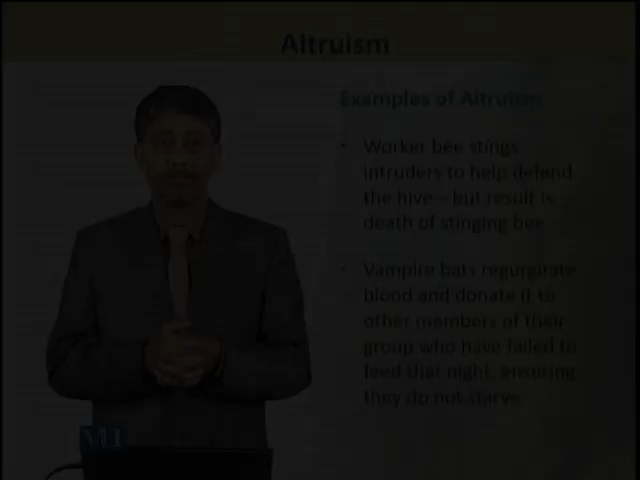 Altruism
Examples of Altruism
- Worker bee stings
intruders to help defend
the hive – but result is
death of stinging bee
- Vampire bats regurgitate
blood and donate it to
other members of their
group who have failed to
feed that night, ensuring
they do not starve
VU